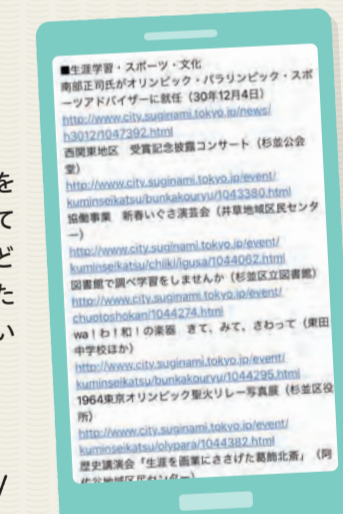 を
て
ど
た
い
■生涯学習・スポーツ・文化
南部正司氏がオリンピック・パラリンピック・スポ
ーツアドバイザーに就任(30年12月4日)
http://www.city.suginami.tokyo.jp/news/
h3012/1047392.html
西関東地区 受賞記念披露コンサート(杉並公会
堂)
http://www.city.suginami.tokyo.jp/event/
kuminseikatsu/bunkakouryu/1043380.html
協働事業 新春いぐさ演芸会(井草地域区民センタ
ー)
http://www.city.suginami.tokyo.jp/event/
kuminseikatsu/chiiki/igusa/1044062.html
図書館で調べ学習をしませんか(杉並区立図書館)
http://www.city.suginami.tokyo.jp/event/
chuotoshokan/1044274.html
wa!わ!和!の楽器 きて、みて、さわって(東田
中学校ほか)
http://www.city.suginami.tokyo.jp/event/
kuminseikatsu/bunkakouryu/1044295.html
1964東京オリンピック聖火リレー写真展(杉並区役
所)
http://www.city.suginami.tokyo.jp/event/
kuminseikatsu/olypara/1044382.html
歴史講演会「生涯を画業にささげた葛飾北斎」(阿
佐谷地域区民センター)